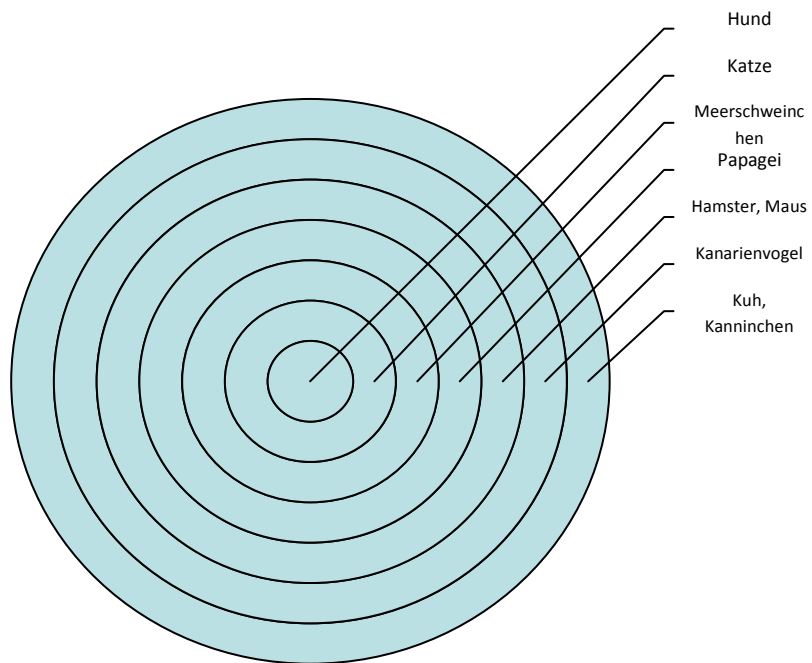 Hund
Katze
Meerschweinc
hen
Papagei
Hamster, Maus
Kanarienvogel
Kuh,
Kanninchen